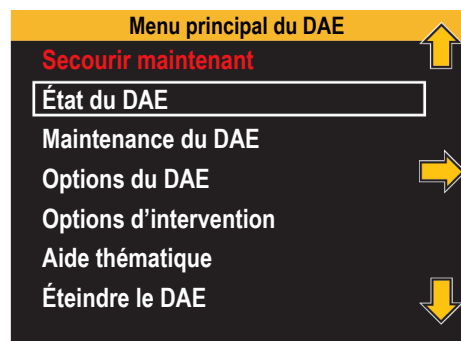 Menu principal du DAE
Secourir maintenant
État du DAE
Maintenance du DAE
Options du DAE
Options d’intervention
Aide thématique
Éteindre le DAE